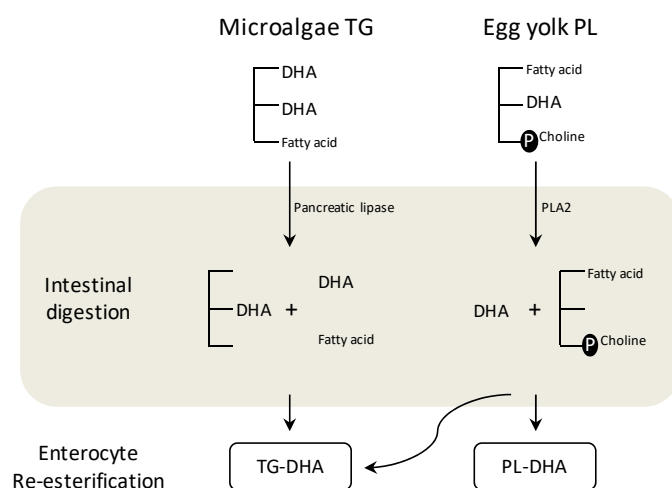 Microalgae TG
Egg yolk PL
DHA
DHA
Fatty acid
Fatty acid
DHA
P Choline
Pancreatic lipase
PLA2
Intestinal
digestion
DHA +
DHA
Fatty acid
DHA +
Fatty acid
P Choline
Enterocyte
Re-esterification
TG-DHA
PL-DHA